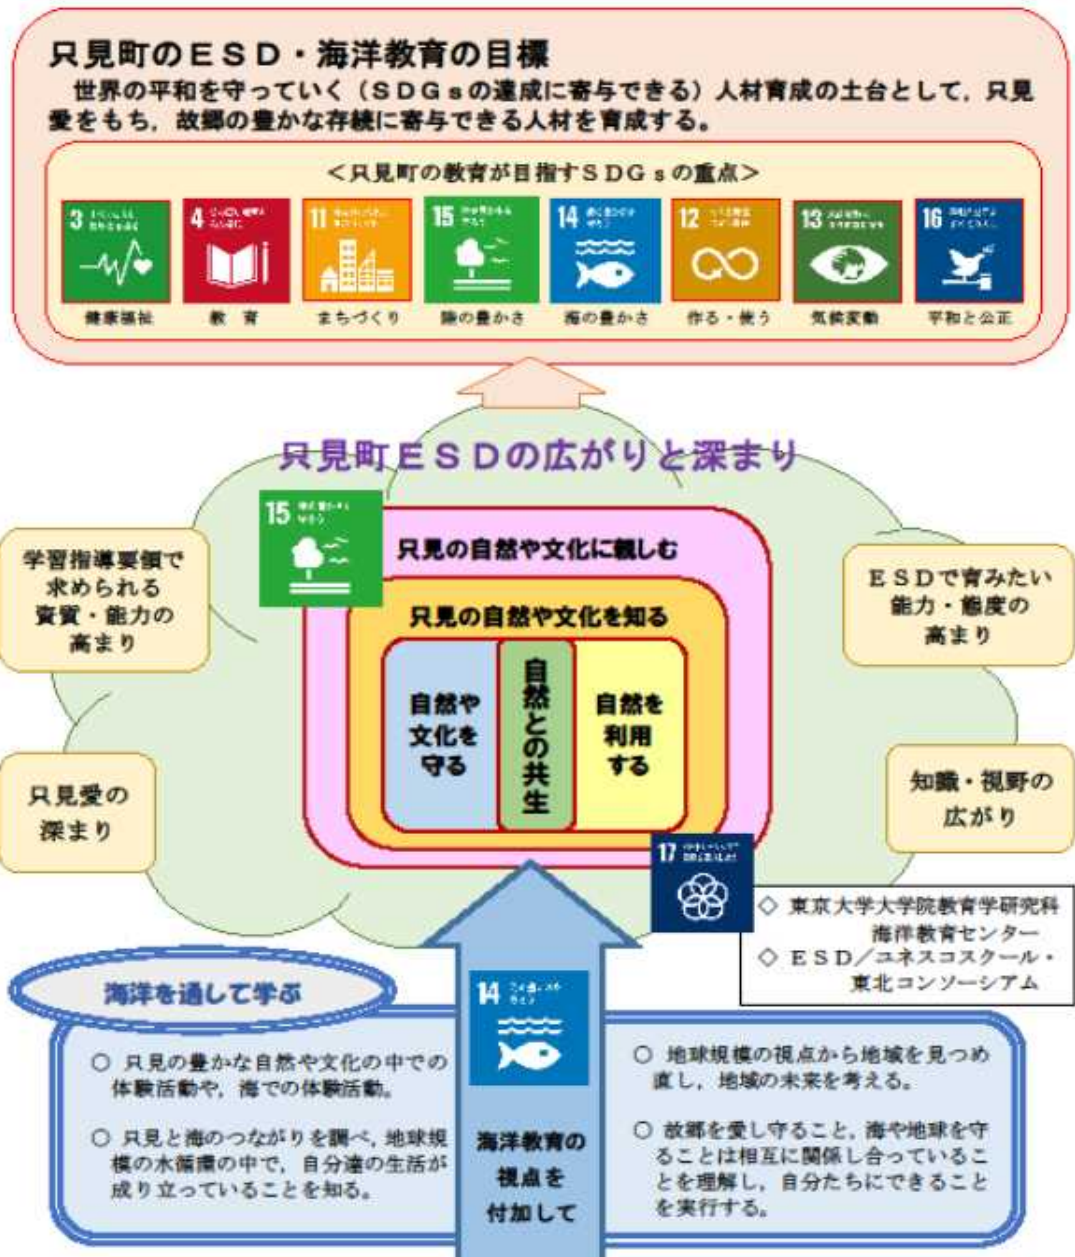 只見町のESD・海洋教育の目標
世界の平和を守っていく（SDGsの達成に寄与できる）人材育成の土台として，只見
愛をもち，故郷の豊かな存続に寄与できる人材を育成する。
＜只見町の教育が目指すSDGsの重点＞
3
4
11
15
14
12
13
16
健康福祉
教 育
まちづくり
陸の豊かさ
海の豊かさ
作る・使う
気候変動
平和と公正
只見町ESDの広がりと深まり
15
只見の自然や文化に親しむ
学習指導要領で
求められる
資質・能力の
高まり
ESDで育みたい
能力・態度の
高まり
只見の自然や文化を知る
自然や
文化を
守る
自然との共生
自然を
利用
する
只見愛の
深まり
知識・視野の
広がり
17
◇ 東京大学大学院教育学研究科
海洋教育センター
◇ ESD／ユネスコスクール・
東北コンソーシアム
海洋を通して学ぶ
14
○ 只見の豊かな自然や文化の中での
体験活動や，海での体験活動。
○ 只見と海のつながりを調べ，地球規
模の水循環の中で，自分達の生活が
成り立っていることを知る。
海洋教育の
視点を
付加して
○ 地球規模の視点から地域を見つめ
直し，地域の未来を考える。
○ 故郷を愛し守ること，海や地球を守
ることは相互に関係し合っているこ
とを理解し，自分たちにできること
を実行する。